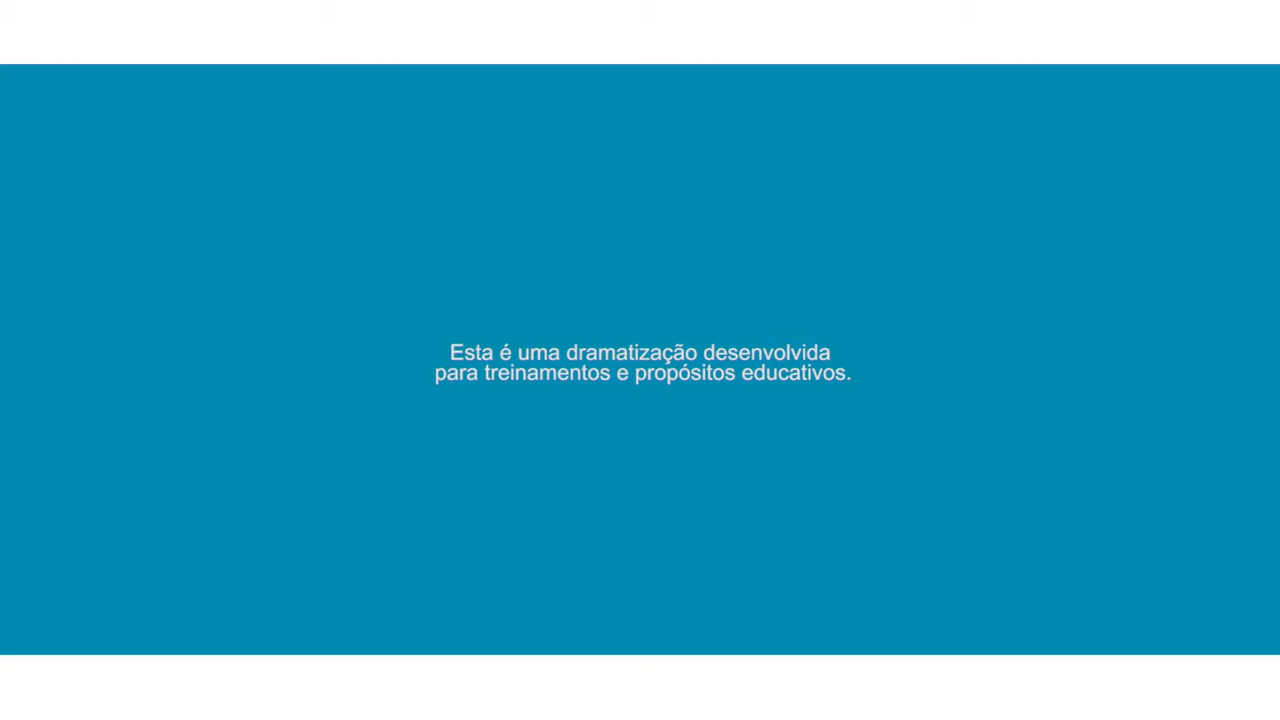 Esta é uma dramatização desenvolvida
para treinamentos e propósitos educativos.